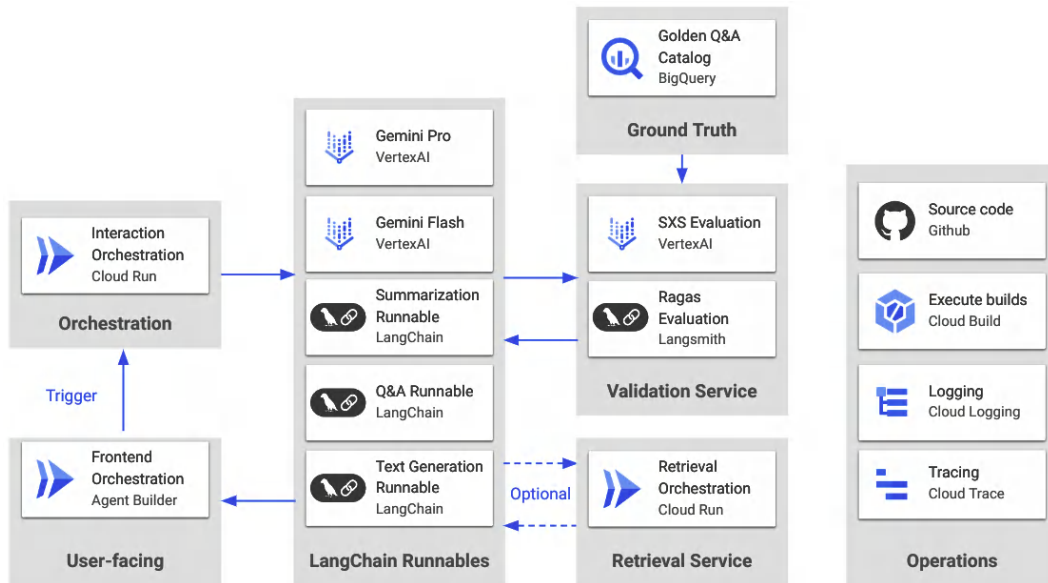 Golden Q&A
Catalog
BigQuery
Ground Truth
Gemini Pro
VertexAI
Gemini Flash
VertexAI
Summarization
Runnable
LangChain
Q&A Runnable
LangChain
Text Generation
Runnable
LangChain
LangChain Runnables
Interaction
Orchestration
Cloud Run
Orchestration
Trigger
Frontend
Orchestration
Agent Builder
User-facing
SXS Evaluation
VertexAI
Ragas
Evaluation
Langsmith
Validation Service
Optional
Retrieval
Orchestration
Cloud Run
Retrieval Service
Source code
Github
Execute builds
Cloud Build
Logging
Cloud Logging
Tracing
Cloud Trace
Operations